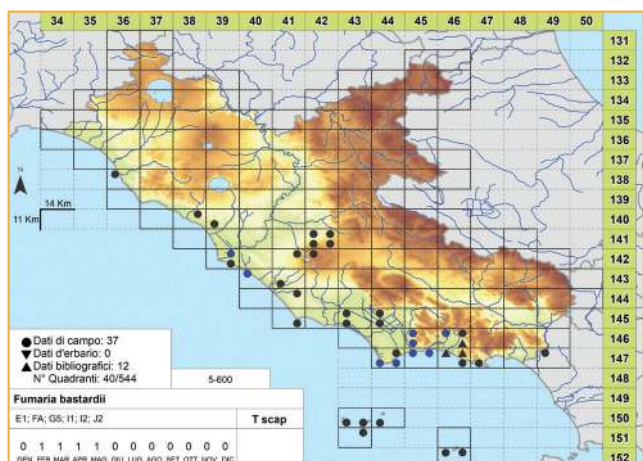 34 35 36 37 38 39 40 41 42 43 44 45 46 47 48 49 50
131
132
133
134
135
136
137
138
139
140
141
142
143
144
145
146
147
148
149
150
151
152
N
14 Km
11 Km
Dati di campo: 37
Dati d'erbario: 0
Dati bibliografici: 12
N° Quadranti: 40/544
5-600
Fumaria bastardii
E1; FA; GS; I1; I2; J2
T scap
0 1 1 1 1 0 0 0 0 0 0 0
GEN FEB MAR APR MAG GIU LUG AGO SET OTT NOV DIC